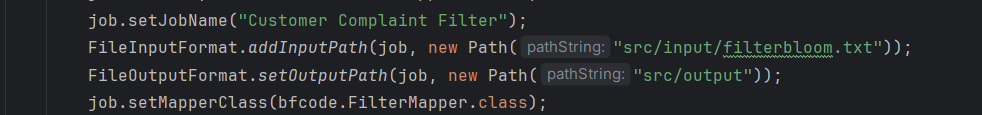 job.setJobName("Customer Complaint Filter");
FileInputFormat.addInputPath(job, new Path( pathString: "src/input/filterbloom.txt"));
FileOutputFormat.setOutputPath(job, new Path( pathString: "src/output"));
job.setMapperClass(bfcode.FilterMapper.class);